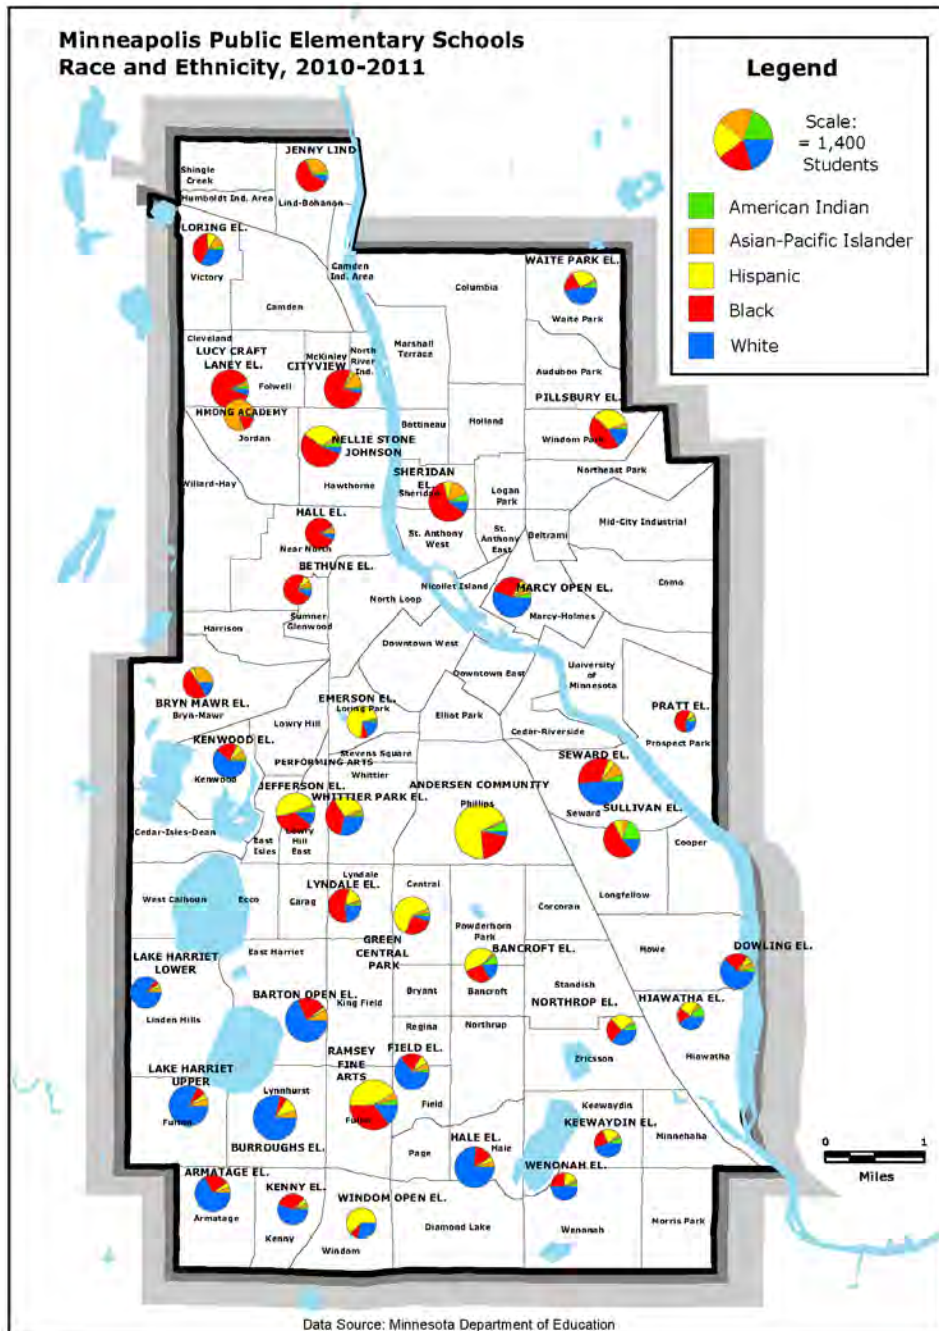 Minneapolis Public Elementary Schools
Race and Ethnicity, 2010-2011
Legend
Scale:
= 1,400
Students
American Indian
Asian-Pacific Islander
Hispanic
Black
White
JENNY LIND
Shingle
Creek
Humboldt Ind. Area
Lind-Bohanon
LORING EL.
Victory
Camden
Ind. Area
Camden
Columbia
WAITE PARK EL.
Waite Park
Cleveland
LUCY CRAFT
LANEY EL.
Folwell
McKinley
CITYVIEW
North
River
Ind.
Marshall
Terrace
Audubon Park
HMONG ACADEMY
Jordan
NELLIE STONE
JOHNSON
Hawthorne
Bottineau
Holland
PILLSBURY EL.
Windom Park
Northeast Park
Willard-Hay
SHERIDAN
EL.
Sheridan
Logan
Park
HALL EL.
Near North
St. Anthony
West
St.
Anthony
East
Beltrami
Mid-City Industrial
BETHUNE EL.
Sumner-
Glenwood
North Loop
Nicollet Island
MARCY OPEN EL.
Marcy-Holmes
Como
Harrison
Downtown West
Downtown East
University
of
Minnesota
BRYN MAWR EL.
Bryn-Mawr
Lowry Hill
EMERSON EL.
Loring Park
Elliot Park
Cedar-Riverside
PRATT EL.
Prospect Park
KENWOOD EL.
Kenwood
Stevens Square
PERFORMING ARTS
Whittier
JEFFERSON EL.
WHITTIER PARK EL.
Lowry
Hill
East
ANDERSEN COMMUNITY
Phillips
SEWARD EL.
Seward
SULLIVAN EL.
Cedar-Isles-Dean
East
Isles
Cooper
Longfellow
West Calhoun
Ecco
Carag
Lyndale
LYNDALE EL.
Central
GREEN
CENTRAL
PARK
Powderhorn
Park
Corcoran
Howe
DOWLING EL.
LAKE HARRIET
LOWER
Linden Hills
East Harriet
BARTON OPEN EL.
King Field
Bryant
BANCROFT EL.
Bancroft
Standish
NORTHROP EL.
Ericsson
HIAWATHA EL.
Hiawatha
Regina
Northrup
LAKE HARRIET
UPPER
Fulton
Lynnhurst
BURROUGHS EL.
RAMSEY
FINE
ARTS
Fuller
FIELD EL.
Field
Keewaydin
KEEWAYDIN EL.
Minnehaha
Page
HALE EL.
Hale
WENONAH EL.
Wenonah
Morris Park
ARMATAGE EL.
Armatage
KENNY EL.
Kenny
WINDOM OPEN EL.
Windom
Diamond Lake
0
1
Miles
Data Source: Minnesota Department of Education